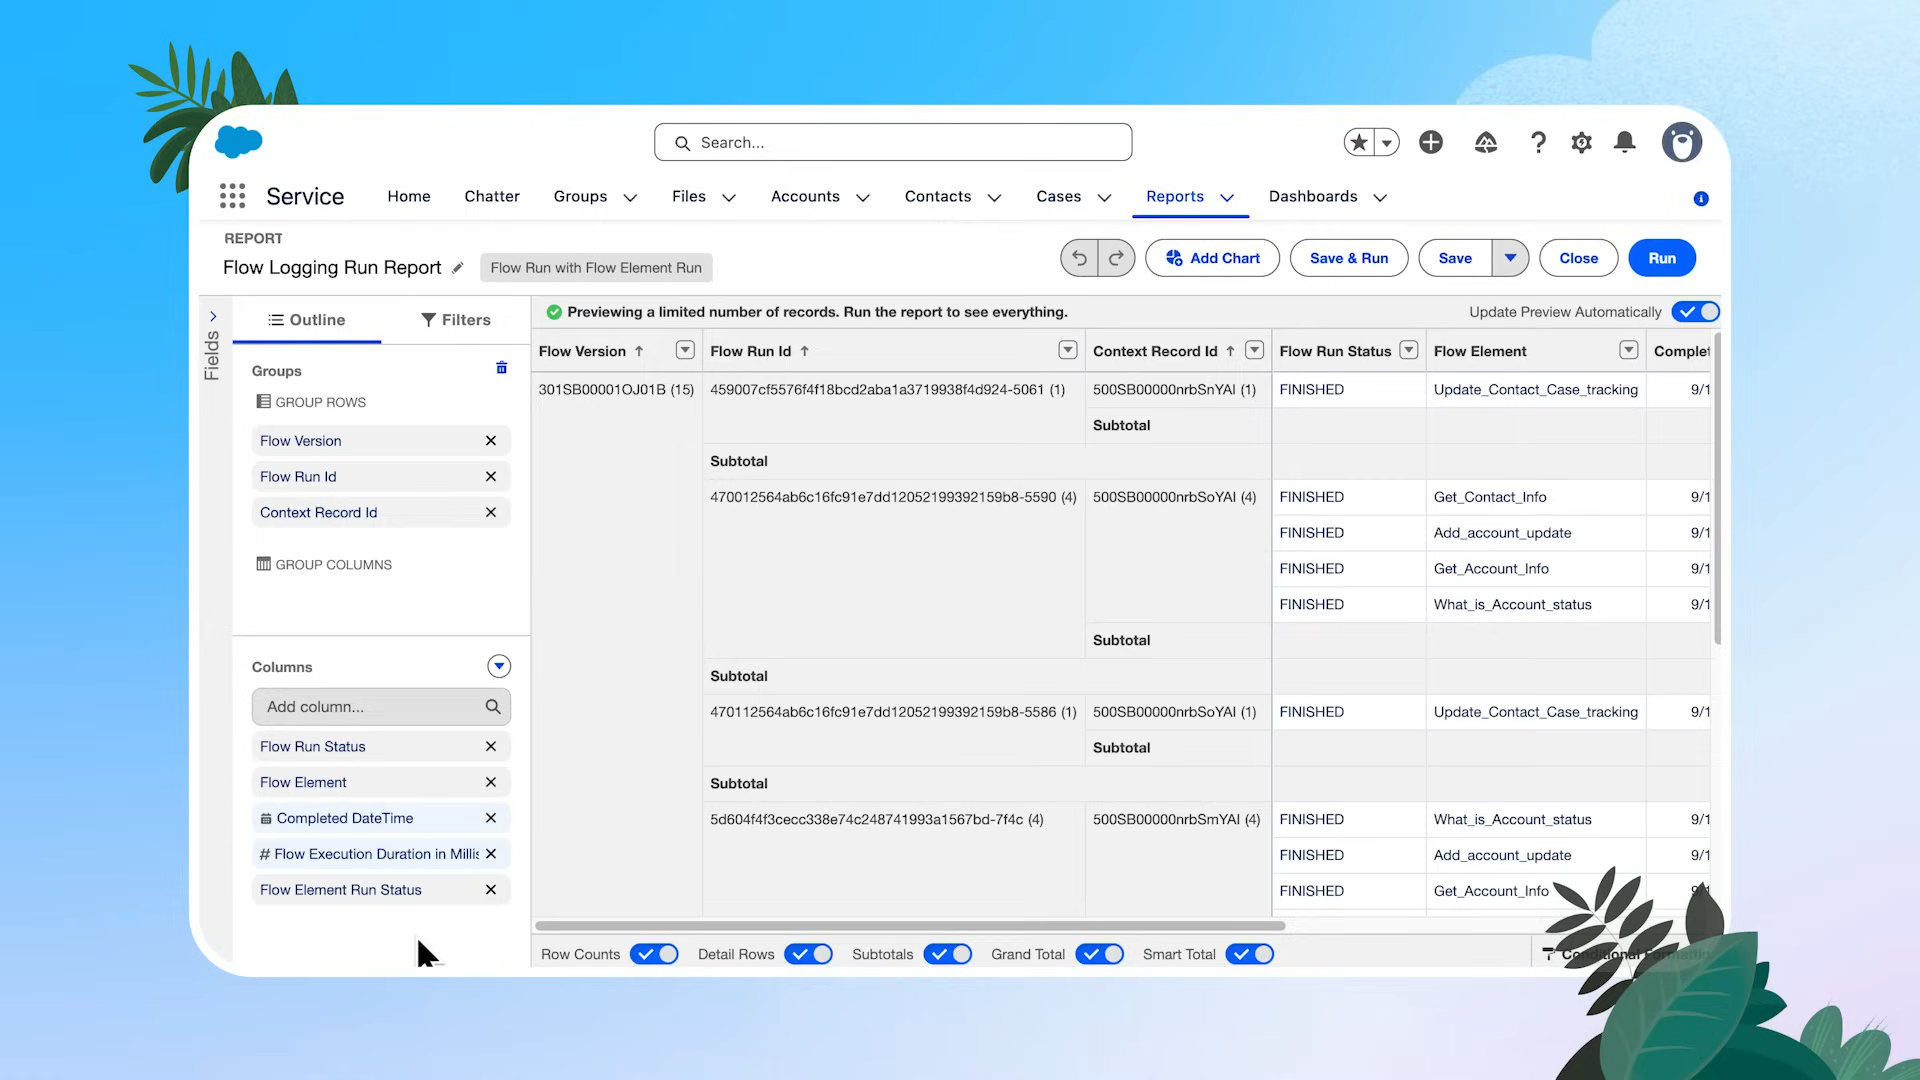 Search...
Service
Home
Chatter
Groups
Files
Accounts
Contacts
Cases
Reports
Dashboards
REPORT
Flow Logging Run Report
Flow Run with Flow Element Run
Add Chart
Save & Run
Save
Close
Run
Fields
Outline
Filters
Groups
GROUP ROWS
Flow Version
Flow Run Id
Context Record Id
GROUP COLUMNS
Columns
Add column...
Flow Run Status
Flow Element
Completed DateTime
# Flow Execution Duration in Millis
Flow Element Run Status
Previewing a limited number of records. Run the report to see everything.
Update Preview Automatically
Flow Version ↑ Flow Run Id ↑ Context Record Id ↑ Flow Run Status Flow Element Complet
301SB00001OJ01B (15) 459007cf5576f4f18bcd2aba1a3719938f4d924-5061 (1) 500SB00000nrbSnYAI (1) FINISHED Update_Contact_Case_tracking 9/1
Subtotal
Subtotal
470012564ab6c16fc91e7dd12052199392159b8-5590 (4) 500SB00000nrbSoYAI (4) FINISHED Get_Contact_Info 9/1
FINISHED Add_account_update 9/1
FINISHED Get_Account_Info 9/1
FINISHED What_is_Account_status 9/1
Subtotal
Subtotal
470112564ab6c16fc91e7dd12052199392159b8-5586 (1) 500SB00000nrbSoYAI (1) FINISHED Update_Contact_Case_tracking 9/1
Subtotal
Subtotal
5d604f4f3cecc338e74c248741993a1567bd-7f4c (4) 500SB00000nrbSmYAI (4) FINISHED What_is_Account_status 9/1
FINISHED Add_account_update 9/1
FINISHED Get_Account_Info
Row Counts
Detail Rows
Subtotals
Grand Total
Smart Total
Conditional